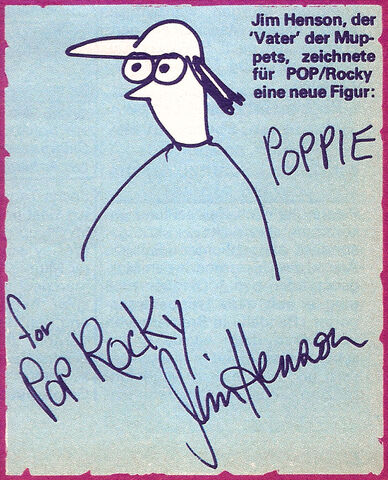 Jim Henson, der
'Vater' der Mup-
pets, zeichnete
für POP/Rocky
eine neue Figur:
POPPIE
for
POP ROCKY
Jim Henson